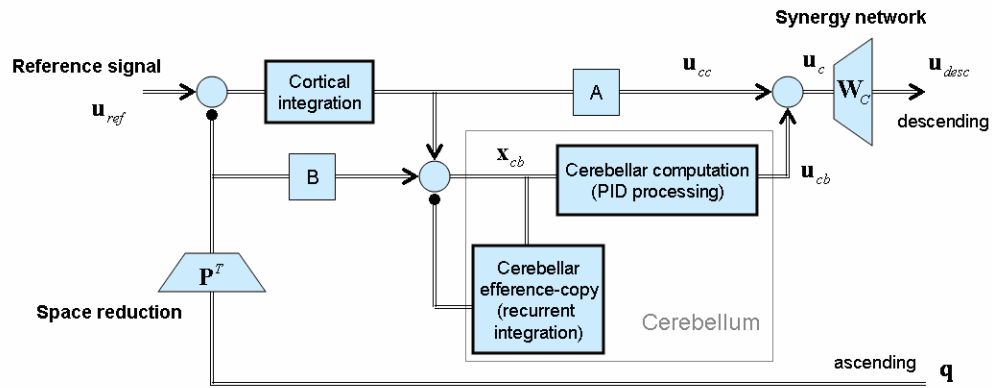 Synergy network
Reference signal
u_ref
Cortical
integration
A
u_cc
u_c
W_C
u_desc
descending
B
x_cb
Cerebellar computation
(PID processing)
u_cb
P^T
Space reduction
Cerebellar
efference-copy
(recurrent
integration)
Cerebellum
ascending
q